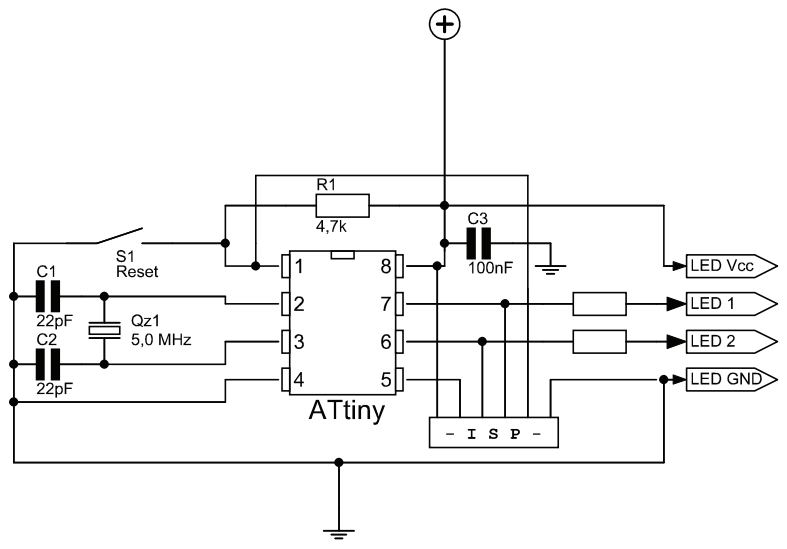 R1
4,7k
C3
100nF
S1
Reset
1
8
LED Vcc
C1
22pF
2
7
LED 1
Qz1
5,0 MHz
C2
22pF
3
6
LED 2
4
5
LED GND
ATtiny
- I S P -